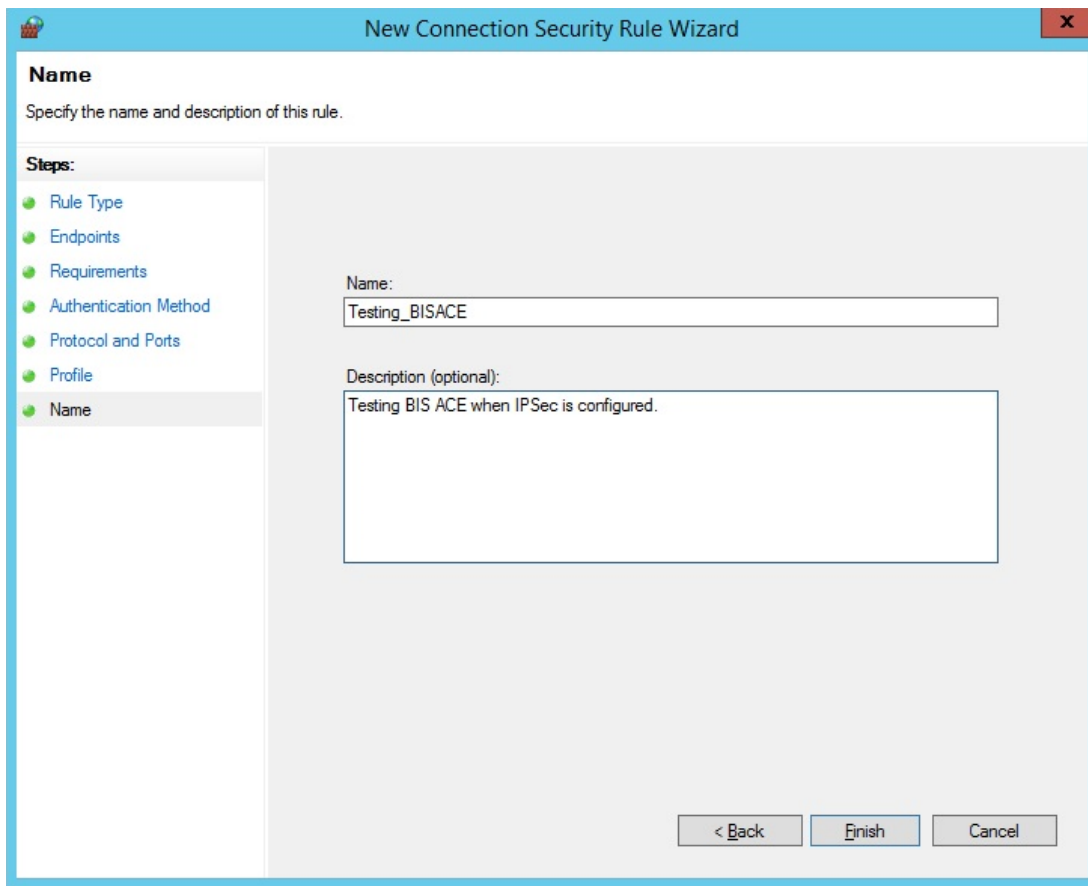 New Connection Security Rule Wizard
x
Name
Specify the name and description of this rule.
Steps:
Rule Type
Endpoints
Requirements
Authentication Method
Protocol and Ports
Profile
Name
Name:
Testing_BISACE
Description (optional):
Testing BIS ACE when IPSec is configured.
< Back
Finish
Cancel